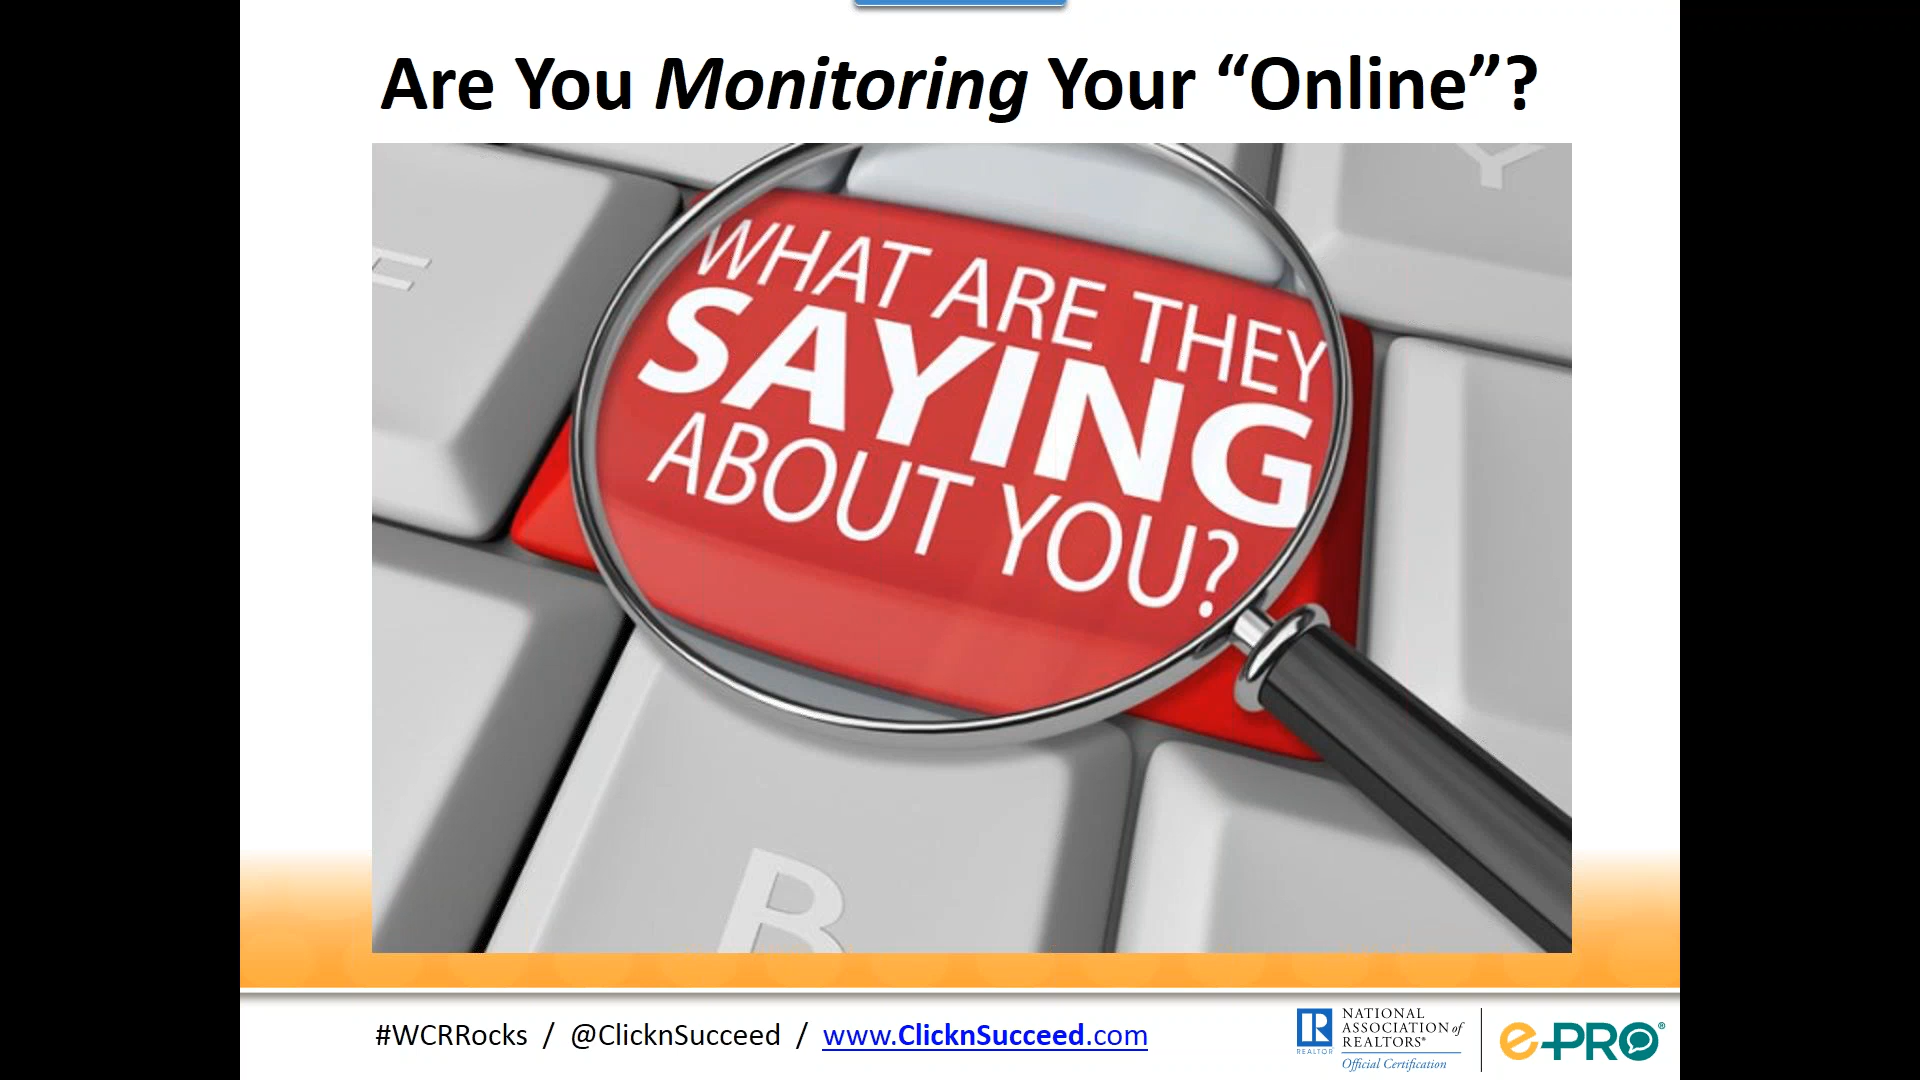 Are You Monitoring Your “Online”?
Y
F
WHAT ARE THEY
SAYING
ABOUT YOU?
B
#WCRRocks / @ClicknSucceed / www.ClicknSucceed.com
R
REALTOR
NATIONAL
ASSOCIATION of
REALTORS®
Official Certification
e-PRO®